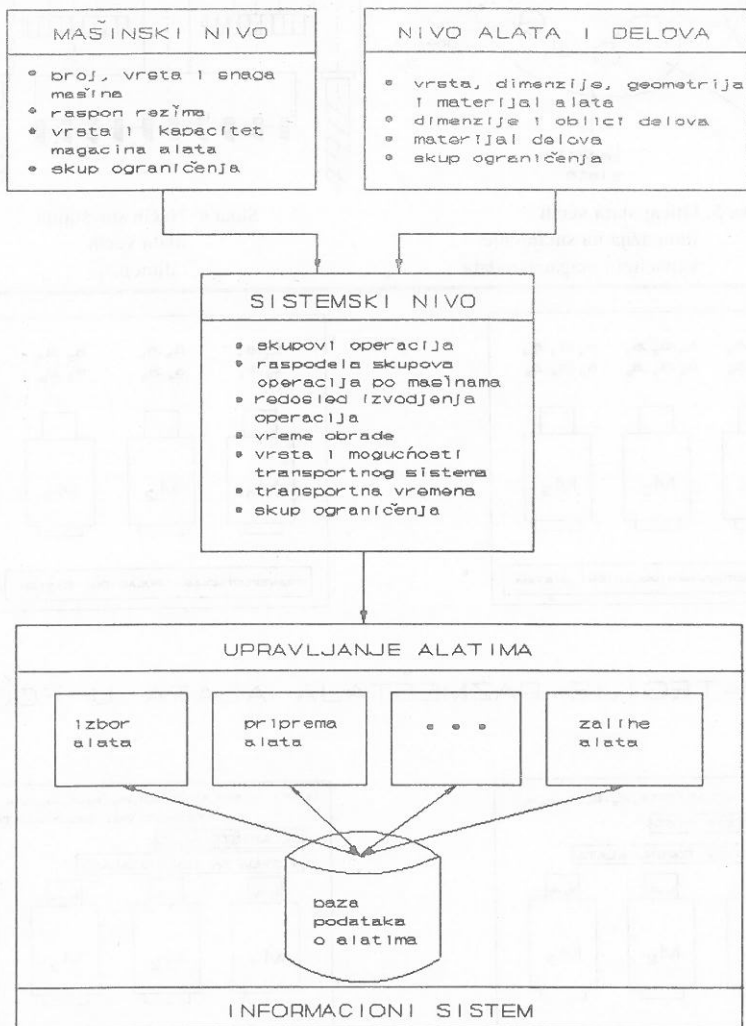 MAŠINSKI NIVO
• broj, vrsta i snaga
mašina
• raspon režima
• vrsta i kapacitet
magacina alata
• skup ograničenja
NIVO ALATA I DELOVA
• vrsta, dimenzije, geometrija
i materijal alata
• dimenzije i oblici delova
• materijal delova
• skup ograničenja
SISTEMSKI NIVO
• skupovi operacija
• raspodela skupova
operacija po mašinama
• redosled izvodjenja
operacija
• vreme obrade
• vrsta i mogućnosti
transportnog sistema
• transportna vremena
• skup ograničenja
UPRAVLJANJE ALATIMA
izbor
alata
priprema
alata
• • •
zalihe
alata
baza
podataka
o alatima
INFORMACIONI SISTEM